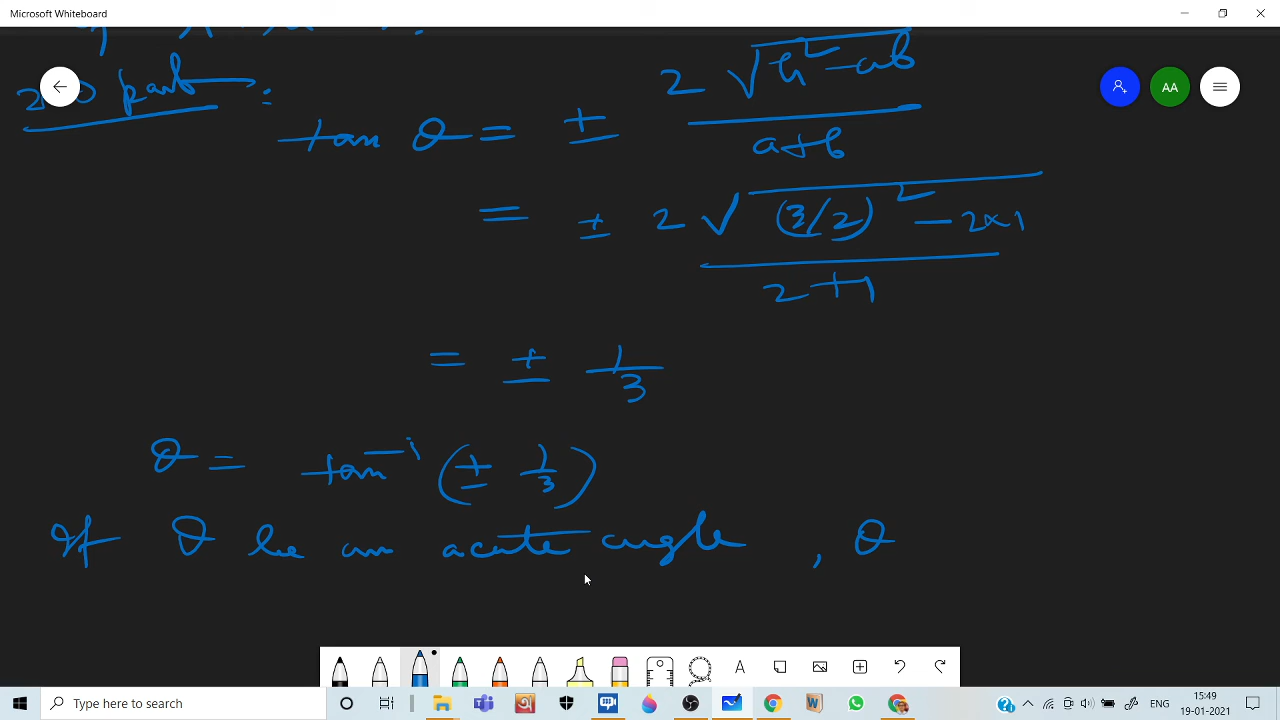 Microsoft Whiteboard
part :
tan θ = ± 2 √(h² - ab) / a+b
= ± 2 √((3/2)² - 2×1) / 2+1
= ± 1/3
θ = tan⁻¹ (± 1/3)
If θ be an acute angle , θ
AA
A
Type here to search
ENG
15:49
19-01-2021